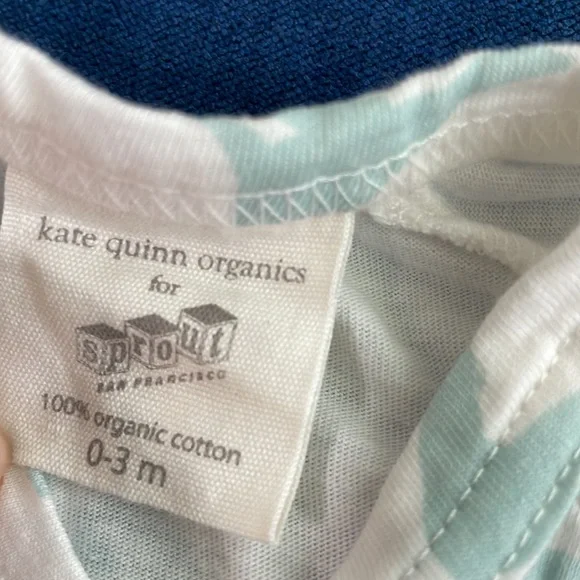 kate quinn organics
for
sprout
SAN FRANCISCO
100% organic cotton
0-3 m